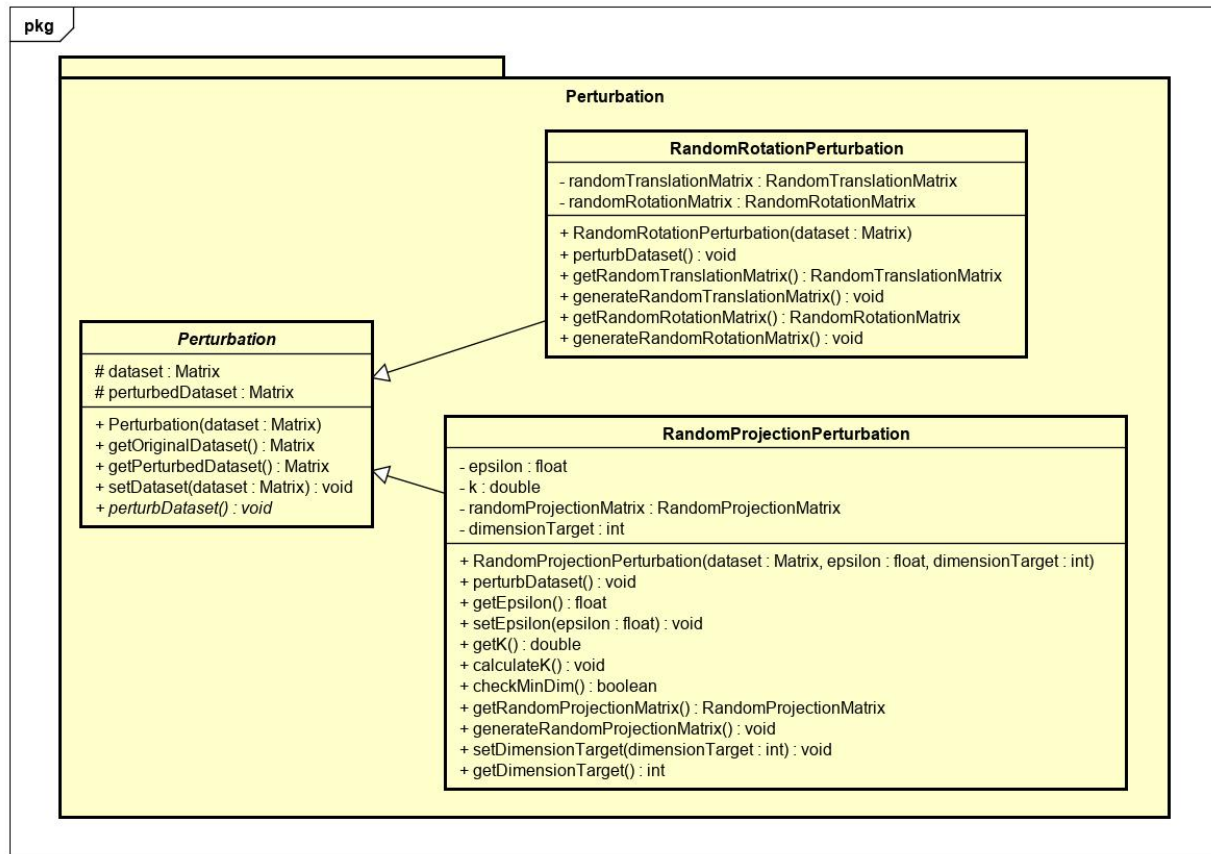 pkg
Perturbation
RandomRotationPerturbation
- randomTranslationMatrix : RandomTranslationMatrix
- randomRotationMatrix : RandomRotationMatrix
+ RandomRotationPerturbation(dataset : Matrix)
+ perturbDataset() : void
+ getRandomTranslationMatrix() : RandomTranslationMatrix
+ generateRandomTranslationMatrix() : void
+ getRandomRotationMatrix() : RandomRotationMatrix
+ generateRandomRotationMatrix() : void
Perturbation
# dataset : Matrix
# perturbedDataset : Matrix
+ Perturbation(dataset : Matrix)
+ getOriginalDataset() : Matrix
+ getPerturbedDataset() : Matrix
+ setDataset(dataset : Matrix) : void
+ perturbDataset() : void
RandomProjectionPerturbation
- epsilon : float
- k : double
- randomProjectionMatrix : RandomProjectionMatrix
- dimensionTarget : int
+ RandomProjectionPerturbation(dataset : Matrix, epsilon : float, dimensionTarget : int)
+ perturbDataset() : void
+ getEpsilon() : float
+ setEpsilon(epsilon : float) : void
+ getK() : double
+ calculateK() : void
+ checkMinDim() : boolean
+ getRandomProjectionMatrix() : RandomProjectionMatrix
+ generateRandomProjectionMatrix() : void
+ setDimensionTarget(dimensionTarget : int) : void
+ getDimensionTarget() : int